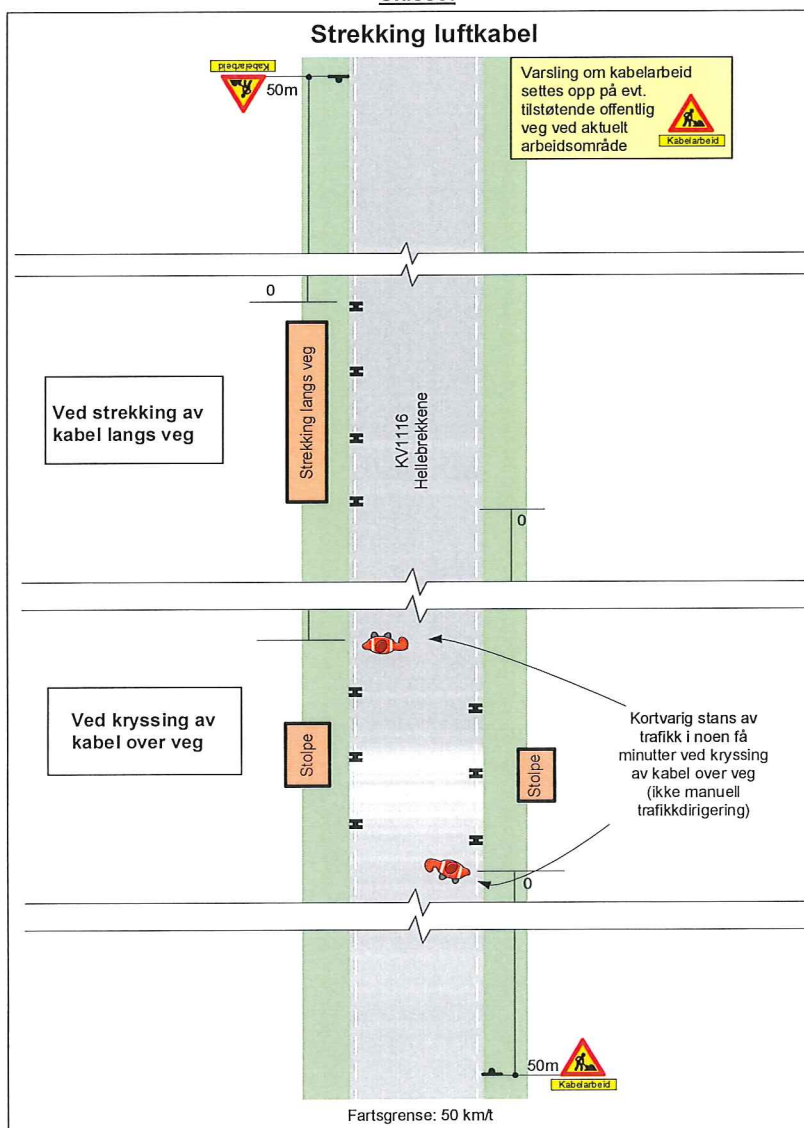 Strekking luftkabel
Kabelarbeid
50m
Varsling om kabelarbeid
settes opp på evt.
tilstøtende offentlig
veg ved aktuelt
arbeidsområde
Kabelarbeid
0
Ved strekking av
kabel langs veg
Strekking langs veg
KV1116
Hellebrekkene
0
Ved kryssing av
kabel over veg
Stolpe
Stolpe
Kortvarig stans av
trafikk i noen få
minutter ved kryssing
av kabel over veg
(ikke manuell
trafikkdirigering)
0
50m
Kabelarbeid
Fartsgrense: 50 km/t